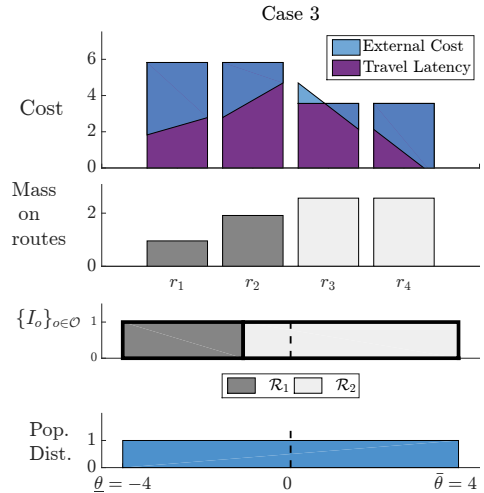 Case 3
External Cost
Travel Latency
Cost
6
4
2
0
Mass
on
routes
2
0
r₁ r₂ r₃ r₄
{I_o}_{o∈𝒪}
1
0
ℛ₁ ℛ₂
Pop.
Dist.
1
0
θ̲ = −4 0 θ̄ = 4